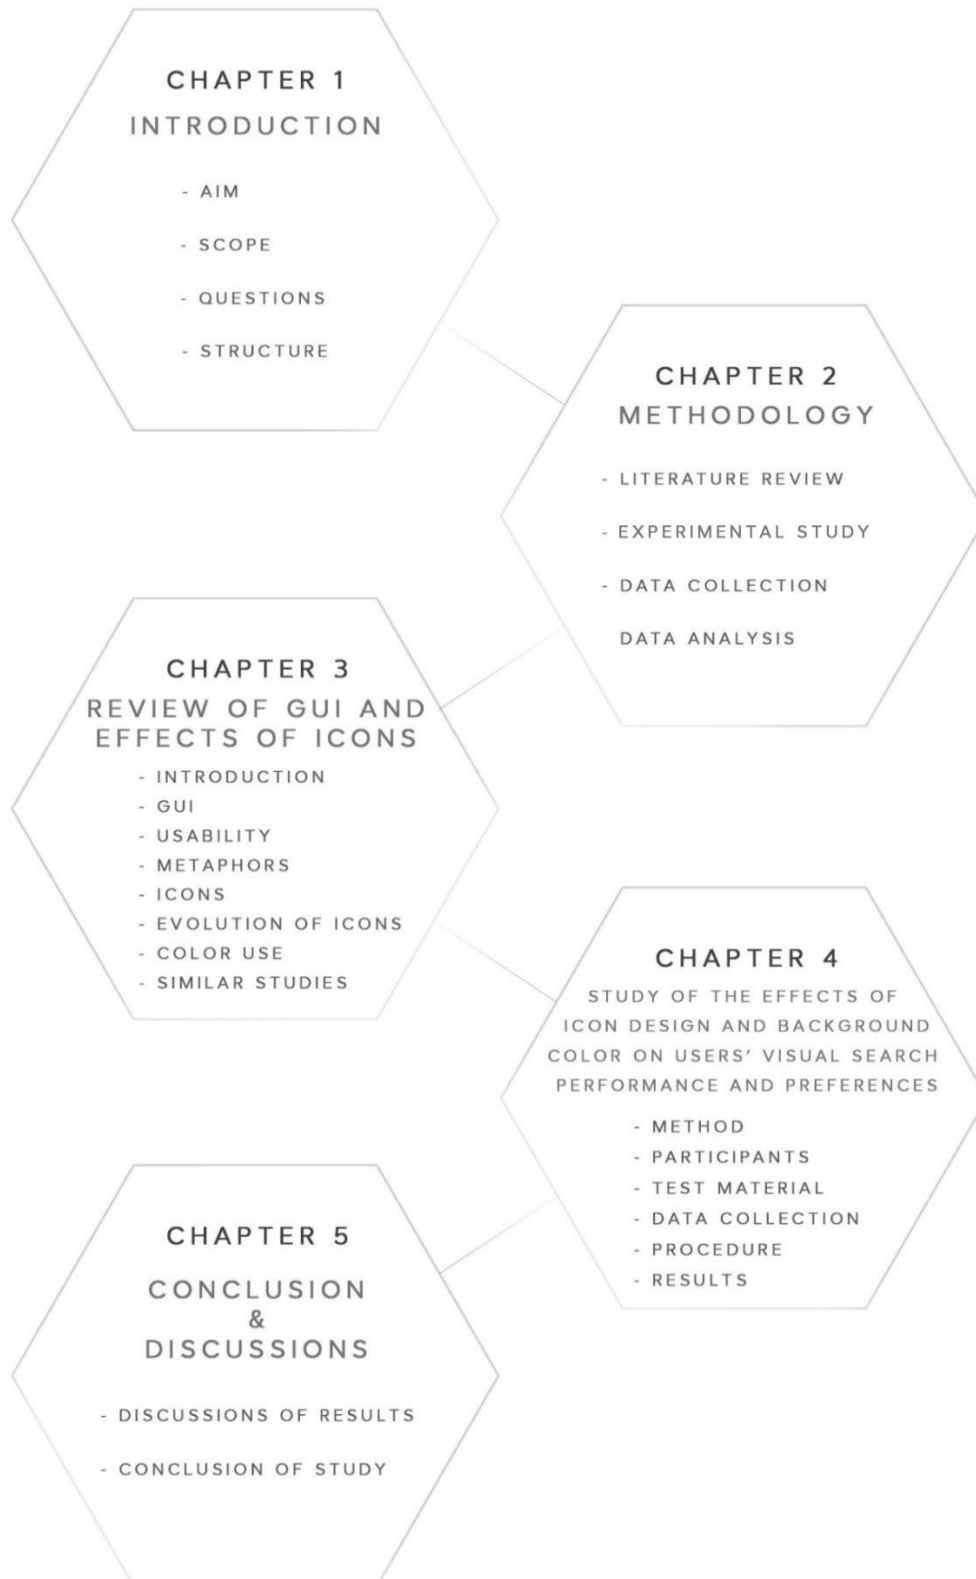 CHAPTER 1
INTRODUCTION
- AIM
- SCOPE
- QUESTIONS
- STRUCTURE
CHAPTER 2
METHODOLOGY
- LITERATURE REVIEW
- EXPERIMENTAL STUDY
- DATA COLLECTION
DATA ANALYSIS
CHAPTER 3
REVIEW OF GUI AND
EFFECTS OF ICONS
- INTRODUCTION
- GUI
- USABILITY
- METAPHORS
- ICONS
- EVOLUTION OF ICONS
- COLOR USE
- SIMILAR STUDIES
CHAPTER 4
STUDY OF THE EFFECTS OF
ICON DESIGN AND BACKGROUND
COLOR ON USERS' VISUAL SEARCH
PERFORMANCE AND PREFERENCES
- METHOD
- PARTICIPANTS
- TEST MATERIAL
- DATA COLLECTION
- PROCEDURE
- RESULTS
CHAPTER 5
CONCLUSION
&
DISCUSSIONS
- DISCUSSIONS OF RESULTS
- CONCLUSION OF STUDY